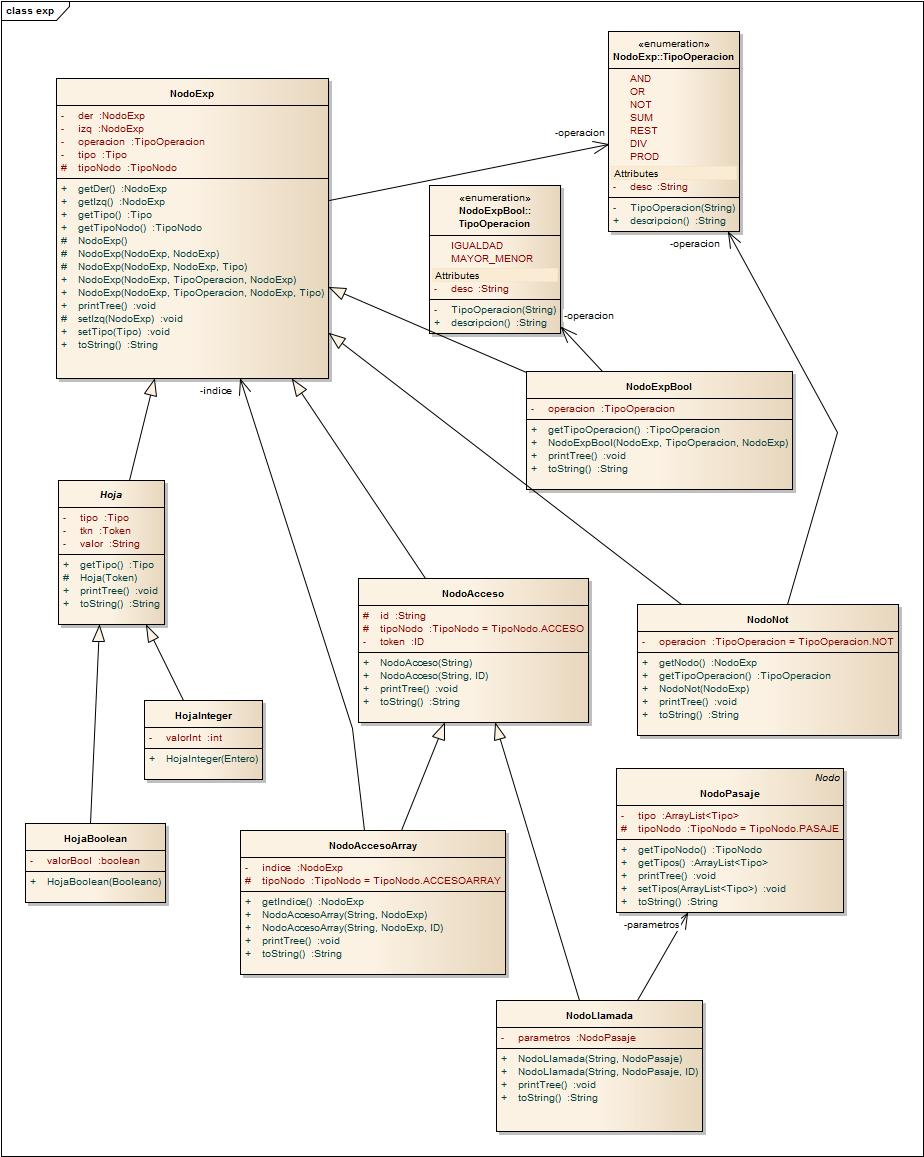 class exp
«enumeration»
NodoExp::TipoOperacion
AND
OR
NOT
SUM
REST
DIV
PROD
Attributes
- desc :String
- TipoOperacion(String)
+ descripcion() :String
NodoExp
- der :NodoExp
- izq :NodoExp
- operacion :TipoOperacion
- tipo :Tipo
# tipoNodo :TipoNodo
+ getDer() :NodoExp
+ getIzq() :NodoExp
+ getTipo() :Tipo
+ getTipoNodo() :TipoNodo
# NodoExp()
# NodoExp(NodoExp, NodoExp)
# NodoExp(NodoExp, NodoExp, Tipo)
+ NodoExp(NodoExp, TipoOperacion, NodoExp)
+ NodoExp(NodoExp, TipoOperacion, NodoExp, Tipo)
+ printTree() :void
# setIzq(NodoExp) :void
+ setTipo(Tipo) :void
+ toString() :String
-operacion
«enumeration»
NodoExpBool::
TipoOperacion
IGUALDAD
MAYOR_MENOR
Attributes
- desc :String
- TipoOperacion(String)
+ descripcion() :String
-operacion
-operacion
NodoExpBool
- operacion :TipoOperacion
+ getTipoOperacion() :TipoOperacion
+ NodoExpBool(NodoExp, TipoOperacion, NodoExp)
+ printTree() :void
+ toString() :String
-indice
Hoja
- tipo :Tipo
- tkn :Token
- valor :String
+ getTipo() :Tipo
# Hoja(Token)
+ printTree() :void
+ toString() :String
NodoAcceso
# id :String
# tipoNodo :TipoNodo = TipoNodo.ACCESO
- token :ID
+ NodoAcceso(String)
+ NodoAcceso(String, ID)
+ printTree() :void
+ toString() :String
NodoNot
- operacion :TipoOperacion = TipoOperacion.NOT
+ getNodo() :NodoExp
+ getTipoOperacion() :TipoOperacion
+ NodoNot(NodoExp)
+ printTree() :void
+ toString() :String
HojaInteger
- valorInt :int
+ HojaInteger(Entero)
Nodo
NodoPasaje
- tipo :ArrayList<Tipo>
# tipoNodo :TipoNodo = TipoNodo.PASAJE
+ getTipoNodo() :TipoNodo
+ getTipos() :ArrayList<Tipo>
+ printTree() :void
+ setTipos(ArrayList<Tipo>) :void
+ toString() :String
HojaBoolean
- valorBool :boolean
+ HojaBoolean(Booleano)
NodoAccesoArray
- indice :NodoExp
# tipoNodo :TipoNodo = TipoNodo.ACCESOARRAY
+ getIndice() :NodoExp
+ NodoAccesoArray(String, NodoExp)
+ NodoAccesoArray(String, NodoExp, ID)
+ printTree() :void
+ toString() :String
-parametros
NodoLlamada
- parametros :NodoPasaje
+ NodoLlamada(String, NodoPasaje)
+ NodoLlamada(String, NodoPasaje, ID)
+ printTree() :void
+ toString() :String